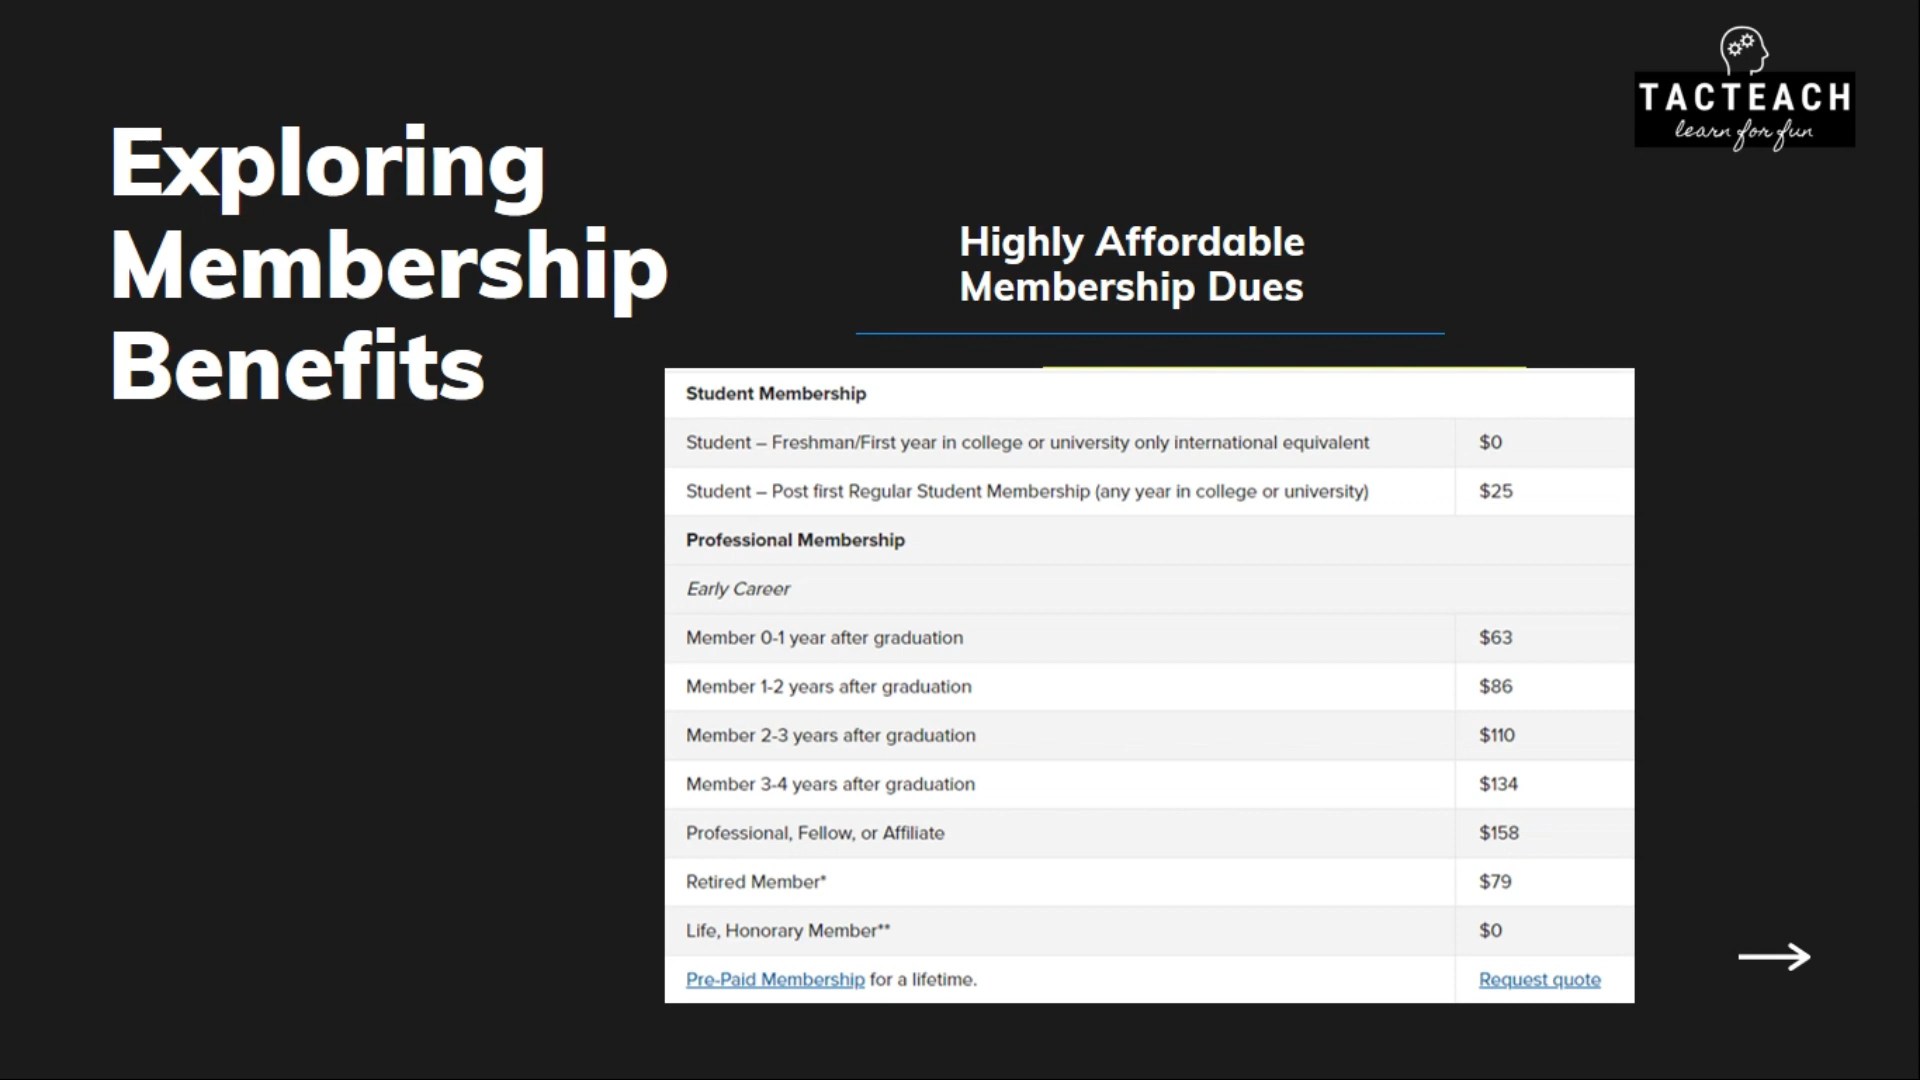 TACTEACH
learn for fun
Exploring
Membership
Benefits
Highly Affordable
Membership Dues
Student Membership
Student – Freshman/First year in college or university only international equivalent $0
Student – Post first Regular Student Membership (any year in college or university) $25
Professional Membership
Early Career
Member 0-1 year after graduation $63
Member 1-2 years after graduation $86
Member 2-3 years after graduation $110
Member 3-4 years after graduation $134
Professional, Fellow, or Affiliate $158
Retired Member* $79
Life, Honorary Member** $0
Pre-Paid Membership for a lifetime. Request quote